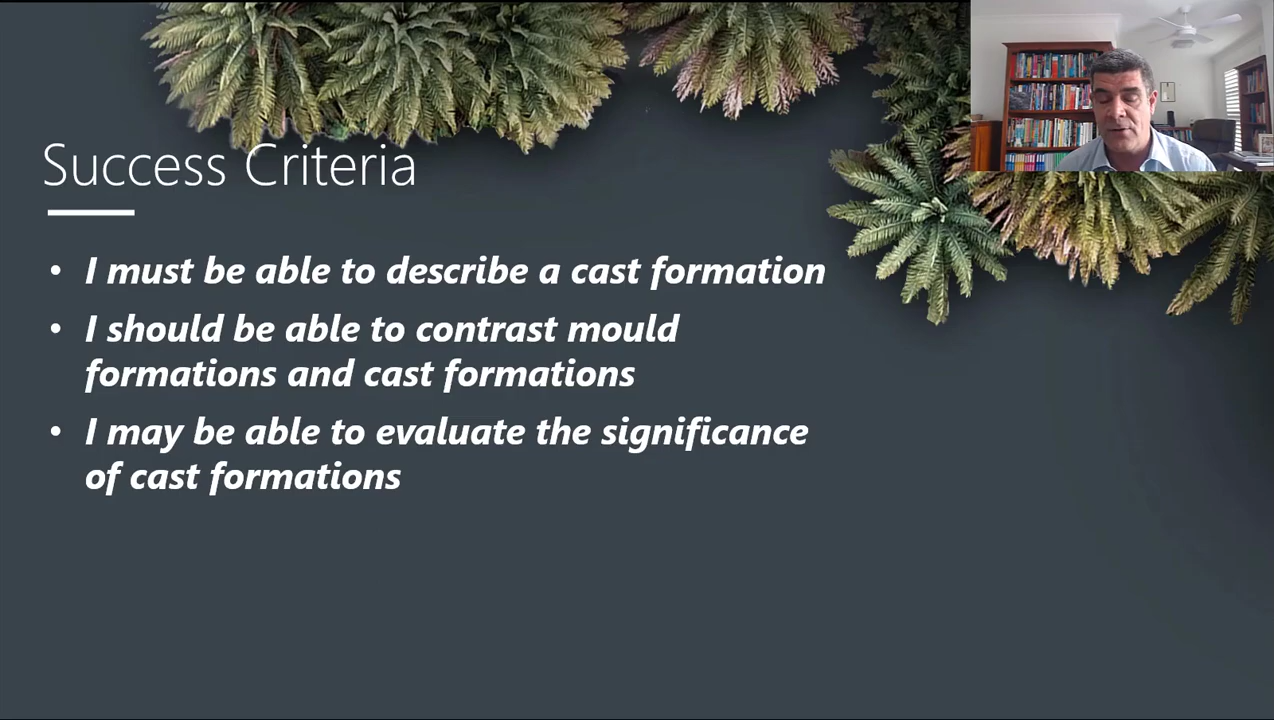 Success Criteria
• I must be able to describe a cast formation
• I should be able to contrast mould
formations and cast formations
• I may be able to evaluate the significance
of cast formations